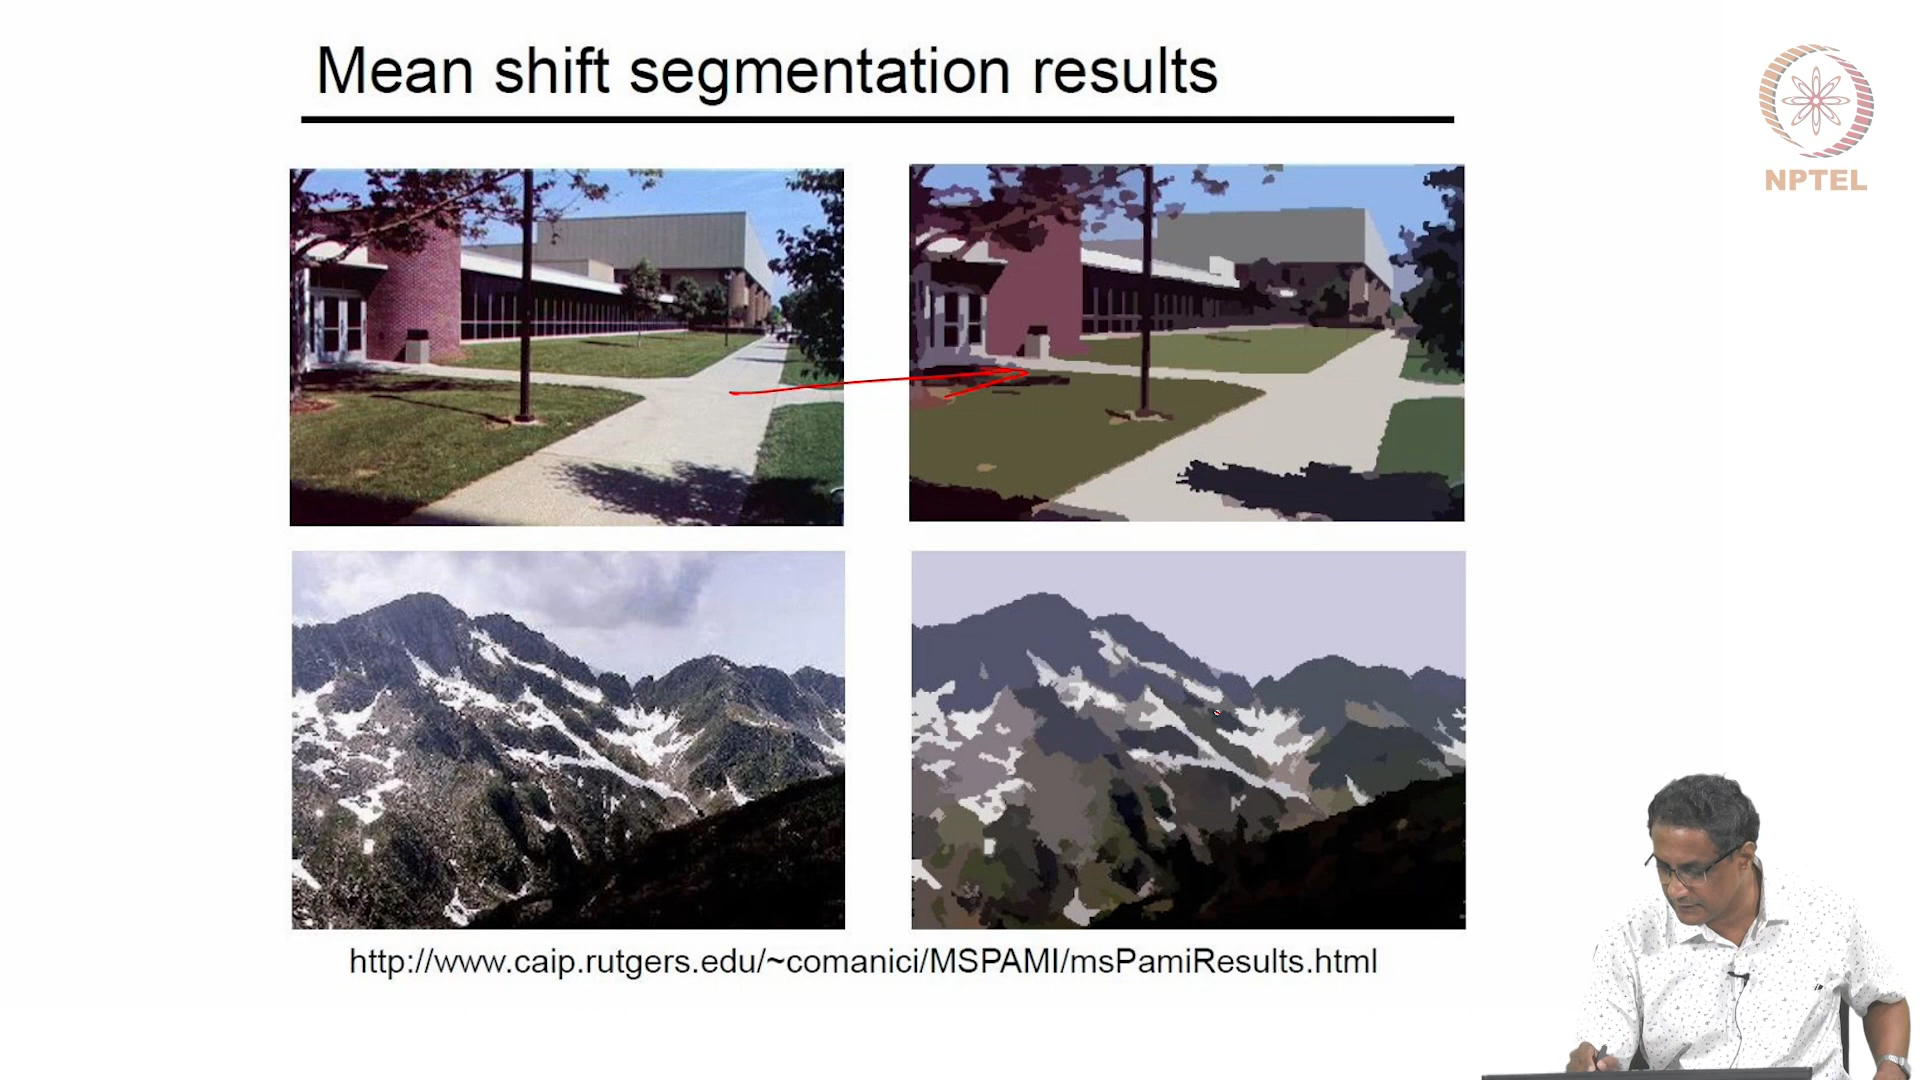 Mean shift segmentation results
NPTEL
http://www.caip.rutgers.edu/~comanici/MSPAMI/msPamiResults.html